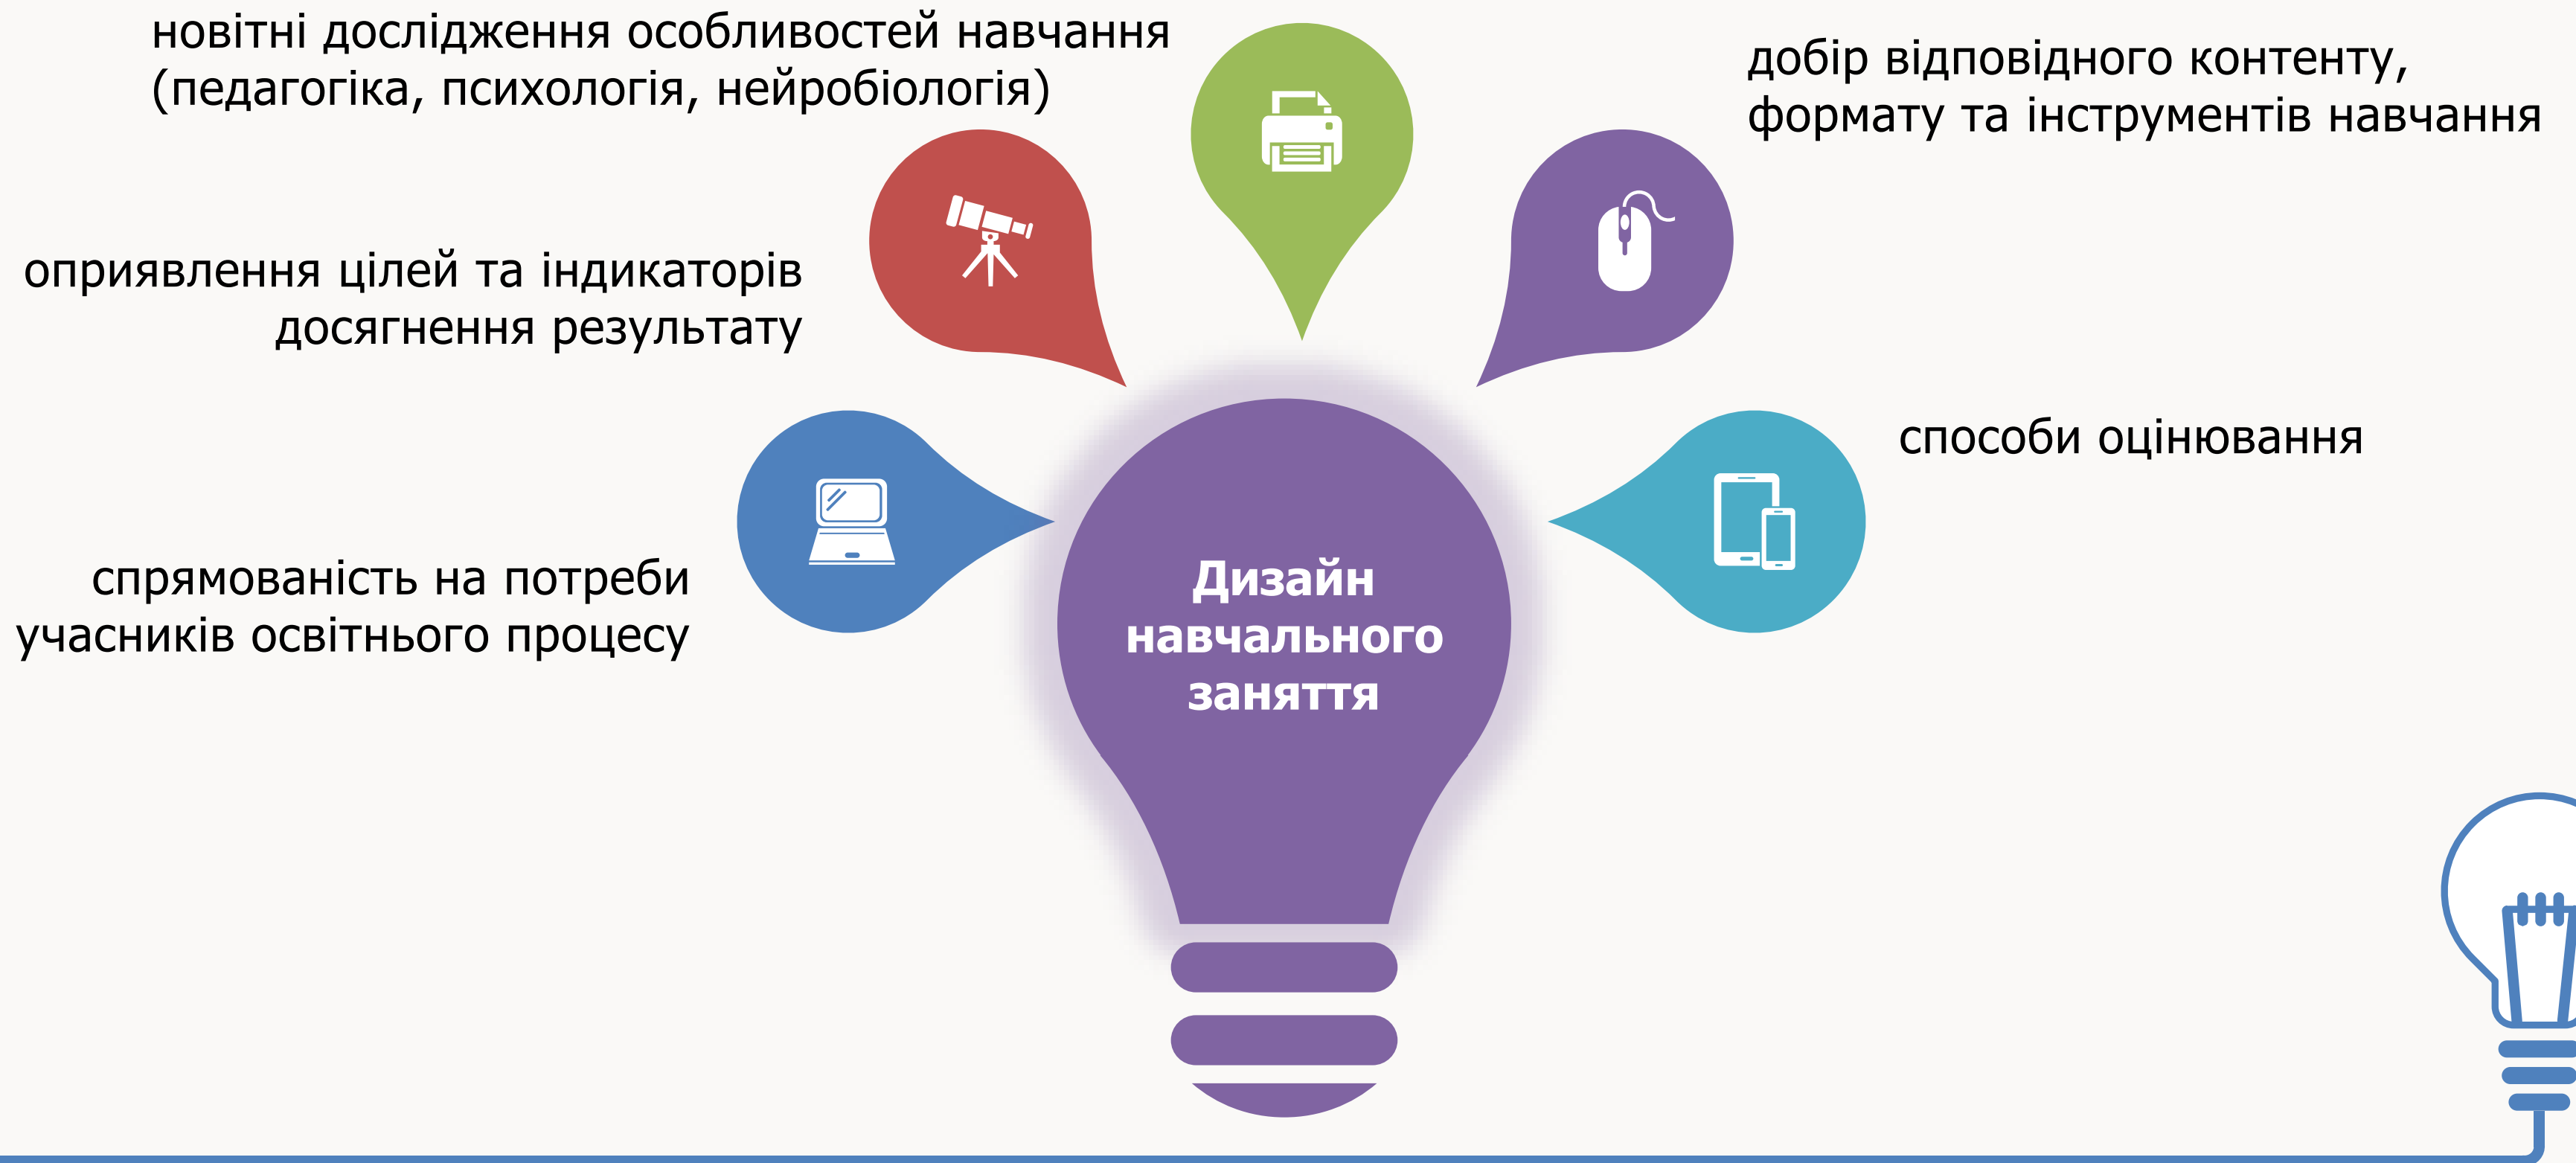 новітні дослідження особливостей навчання
(педагогіка, психологія, нейробіологія)
добір відповідного контенту,
формату та інструментів навчання
оприявлення цілей та індикаторів
досягнення результату
способи оцінювання
спрямованість на потреби
учасників освітнього процесу
Дизайн
навчального
заняття